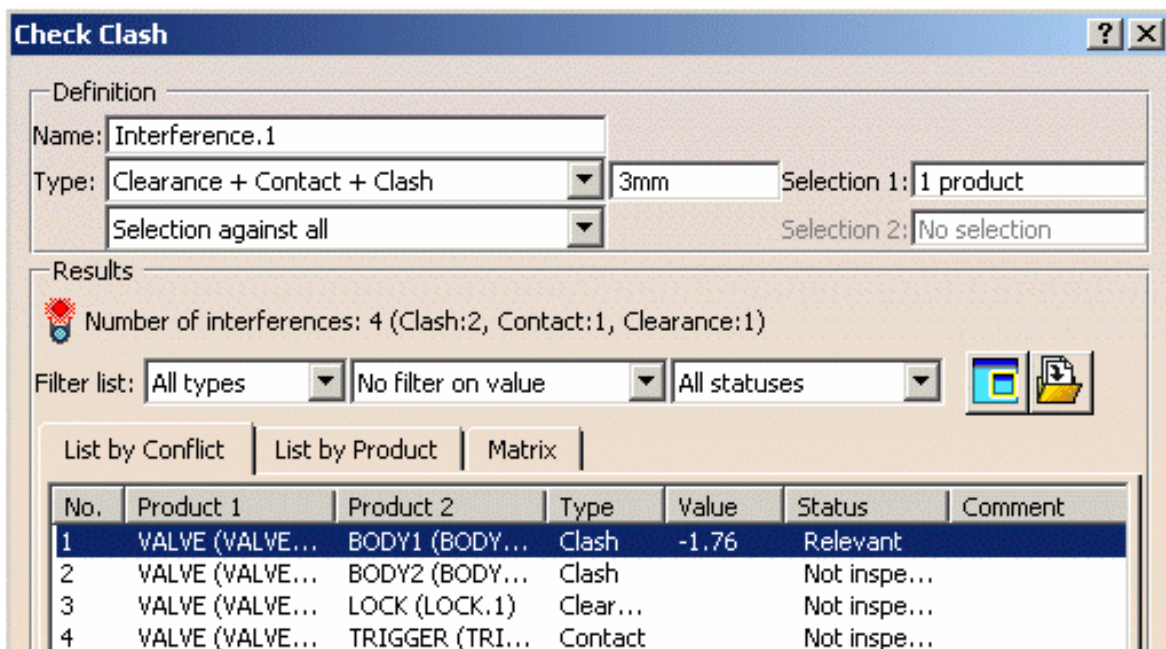 Check Clash
Definition
Name: Interference.1
Type: Clearance + Contact + Clash 3mm Selection 1: 1 product
Selection against all Selection 2: No selection
Results
Number of interferences: 4 (Clash:2, Contact:1, Clearance:1)
Filter list: All types No filter on value All statuses
List by Conflict List by Product Matrix
No. Product 1 Product 2 Type Value Status Comment
1 VALVE (VALVE... BODY1 (BODY... Clash -1.76 Relevant
2 VALVE (VALVE... BODY2 (BODY... Clash Not inspe...
3 VALVE (VALVE... LOCK (LOCK.1) Clear... Not inspe...
4 VALVE (VALVE... TRIGGER (TRI... Contact Not inspe...